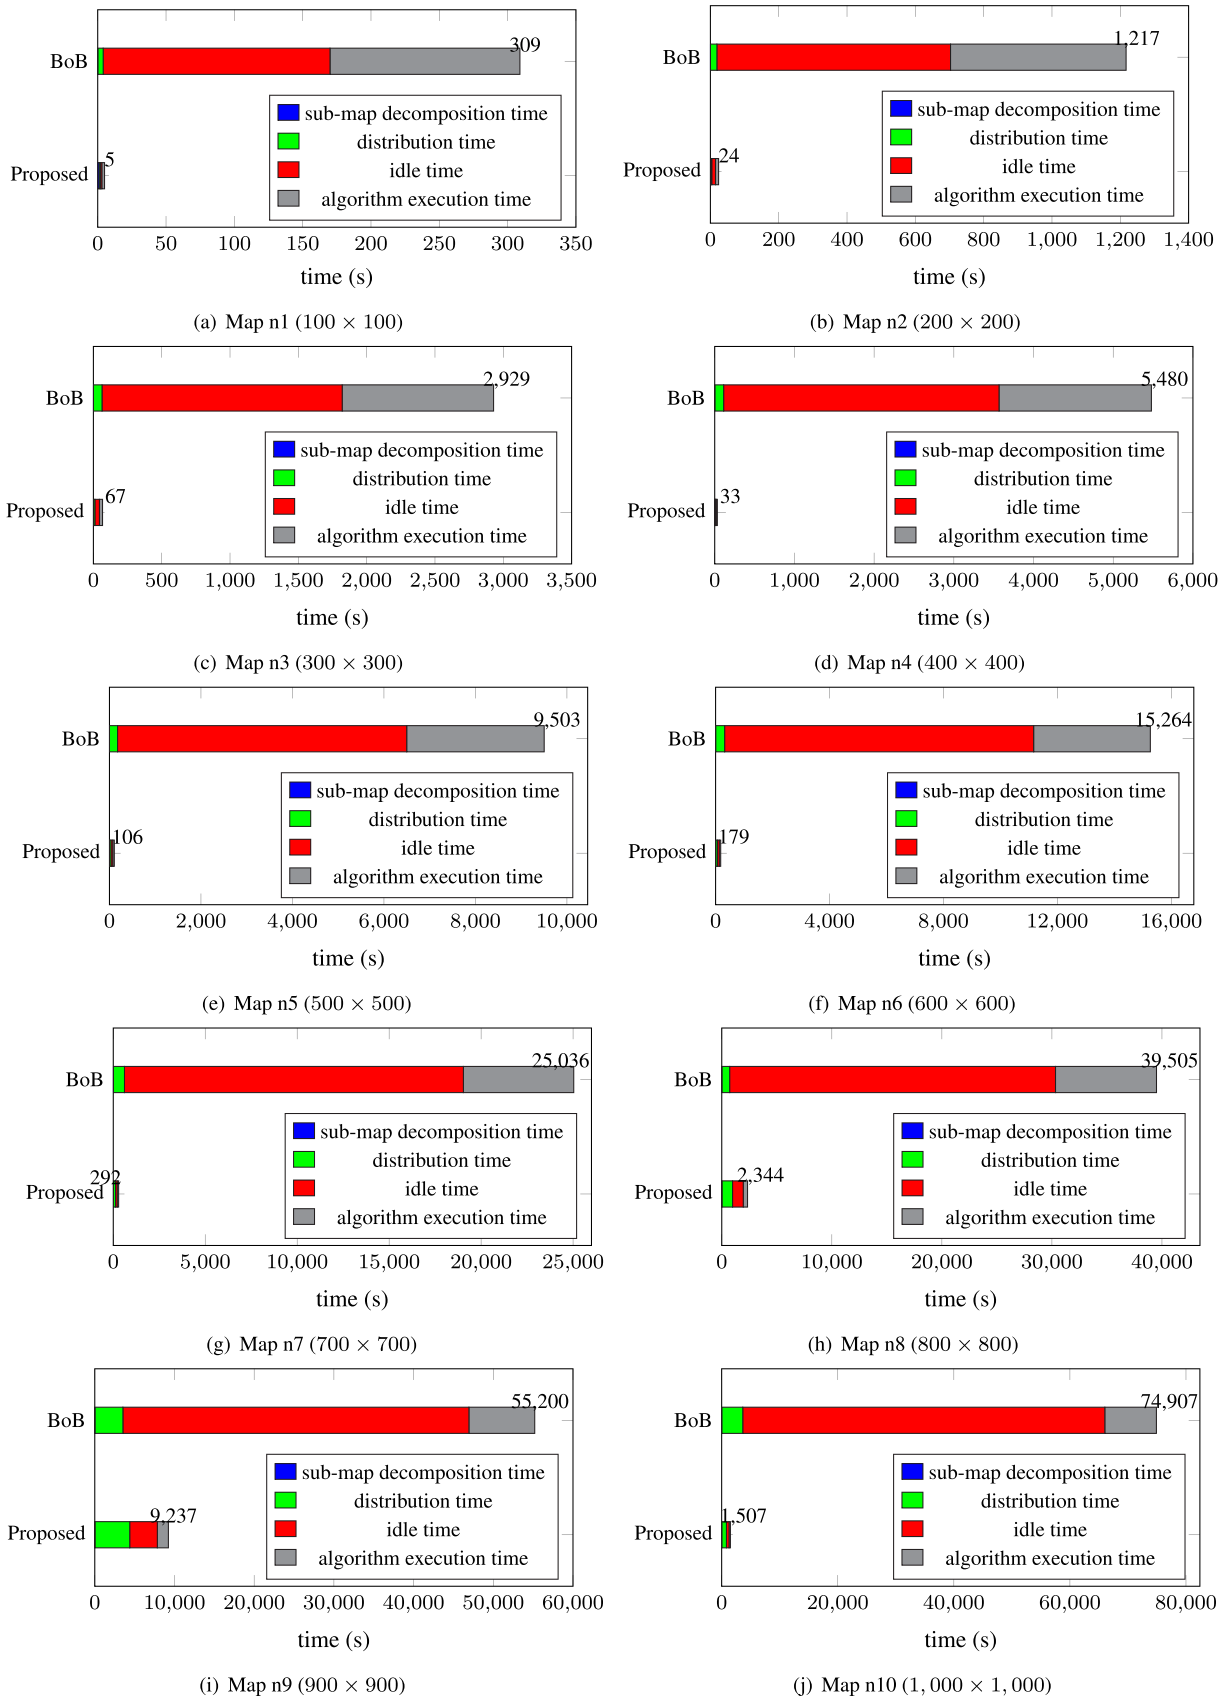 309
BoB
sub-map decomposition time
distribution time
idle time
algorithm execution time
5
Proposed
0 50 100 150 200 250 300 350
time (s)
(a) Map n1 (100 × 100)
1,217
BoB
sub-map decomposition time
distribution time
idle time
algorithm execution time
24
Proposed
0 200 400 600 800 1,000 1,200 1,400
time (s)
(b) Map n2 (200 × 200)
2,929
BoB
sub-map decomposition time
distribution time
idle time
algorithm execution time
67
Proposed
0 500 1,000 1,500 2,000 2,500 3,000 3,500
time (s)
(c) Map n3 (300 × 300)
5,480
BoB
sub-map decomposition time
distribution time
idle time
algorithm execution time
33
Proposed
0 1,000 2,000 3,000 4,000 5,000 6,000
time (s)
(d) Map n4 (400 × 400)
9,503
BoB
sub-map decomposition time
distribution time
idle time
algorithm execution time
106
Proposed
0 2,000 4,000 6,000 8,000 10,000
time (s)
(e) Map n5 (500 × 500)
15,264
BoB
sub-map decomposition time
distribution time
idle time
algorithm execution time
179
Proposed
0 4,000 8,000 12,000 16,000
time (s)
(f) Map n6 (600 × 600)
25,036
BoB
sub-map decomposition time
distribution time
idle time
algorithm execution time
292
Proposed
0 5,000 10,000 15,000 20,000 25,000
time (s)
(g) Map n7 (700 × 700)
39,505
BoB
sub-map decomposition time
distribution time
idle time
algorithm execution time
2,344
Proposed
0 10,000 20,000 30,000 40,000
time (s)
(h) Map n8 (800 × 800)
55,200
BoB
sub-map decomposition time
distribution time
idle time
algorithm execution time
9,237
Proposed
0 10,000 20,000 30,000 40,000 50,000 60,000
time (s)
(i) Map n9 (900 × 900)
74,907
BoB
sub-map decomposition time
distribution time
idle time
algorithm execution time
1,507
Proposed
0 20,000 40,000 60,000 80,000
time (s)
(j) Map n10 (1, 000 × 1, 000)